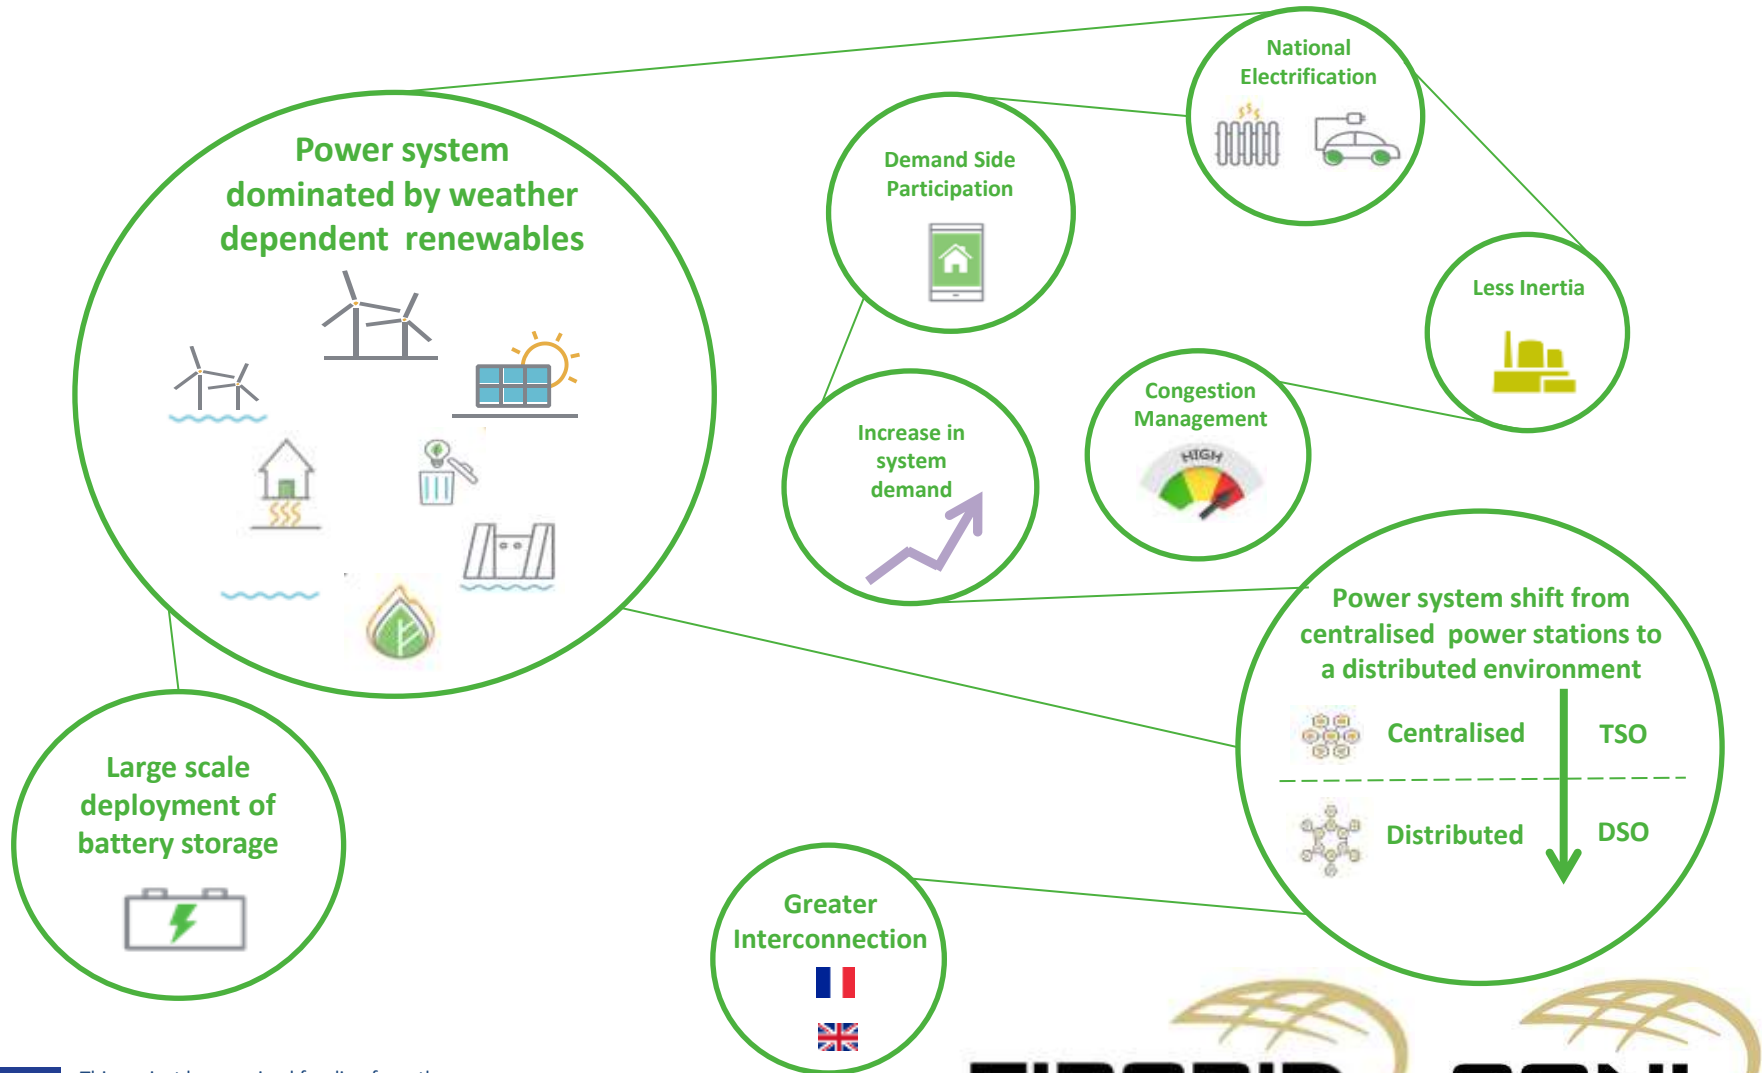 National
Electrification
Power system
dominated by weather
dependent renewables
Demand Side
Participation
Less Inertia
Congestion
Management
HIGH
Increase in
system
demand
Power system shift from
centralised power stations to
a distributed environment
Centralised
TSO
Distributed
DSO
Large scale
deployment of
battery storage
Greater
Interconnection